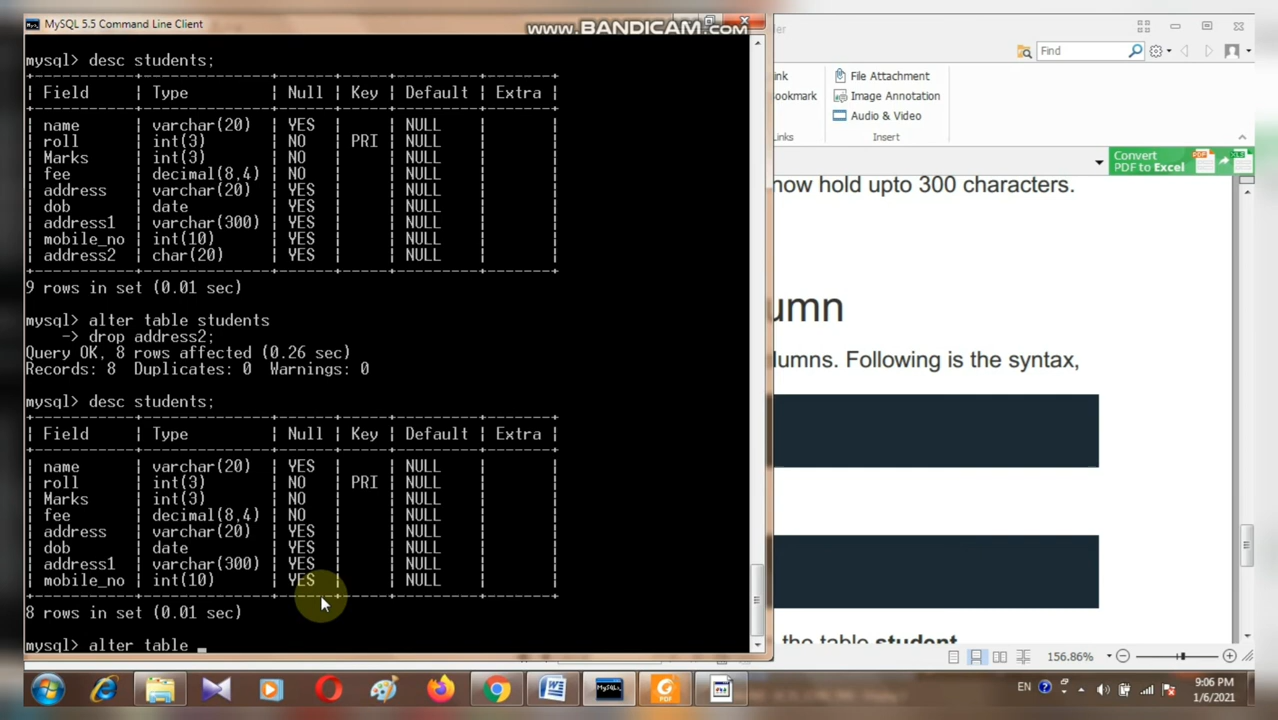 MySQL 5.5 Command Line Client
www.BANDICAM.com
mysql> desc students;
| Field | Type | Null | Key | Default | Extra |
| name | varchar(20) | YES | | NULL | |
| roll | int(3) | NO | PRI | NULL | |
| Marks | int(3) | NO | | NULL | |
| fee | decimal(8,4) | NO | | NULL | |
| address | varchar(20) | YES | | NULL | |
| dob | date | YES | | NULL | |
| address1 | varchar(300) | YES | | NULL | |
| mobile_no | int(10) | YES | | NULL | |
| address2 | char(20) | YES | | NULL | |
9 rows in set (0.01 sec)
mysql> alter table students
-> drop address2;
Query OK, 8 rows affected (0.26 sec)
Records: 8 Duplicates: 0 Warnings: 0
mysql> desc students;
| Field | Type | Null | Key | Default | Extra |
| name | varchar(20) | YES | | NULL | |
| roll | int(3) | NO | PRI | NULL | |
| Marks | int(3) | NO | | NULL | |
| fee | decimal(8,4) | NO | | NULL | |
| address | varchar(20) | YES | | NULL | |
| dob | date | YES | | NULL | |
| address1 | varchar(300) | YES | | NULL | |
| mobile_no | int(10) | YES | | NULL | |
8 rows in set (0.01 sec)
mysql> alter table _
Find
File Attachment
Image Annotation
Audio & Video
Insert
Convert
PDF to Excel
now hold upto 300 characters.
umn
lumns. Following is the syntax,
the table student
156.86%
EN
9:06 PM
1/6/2021